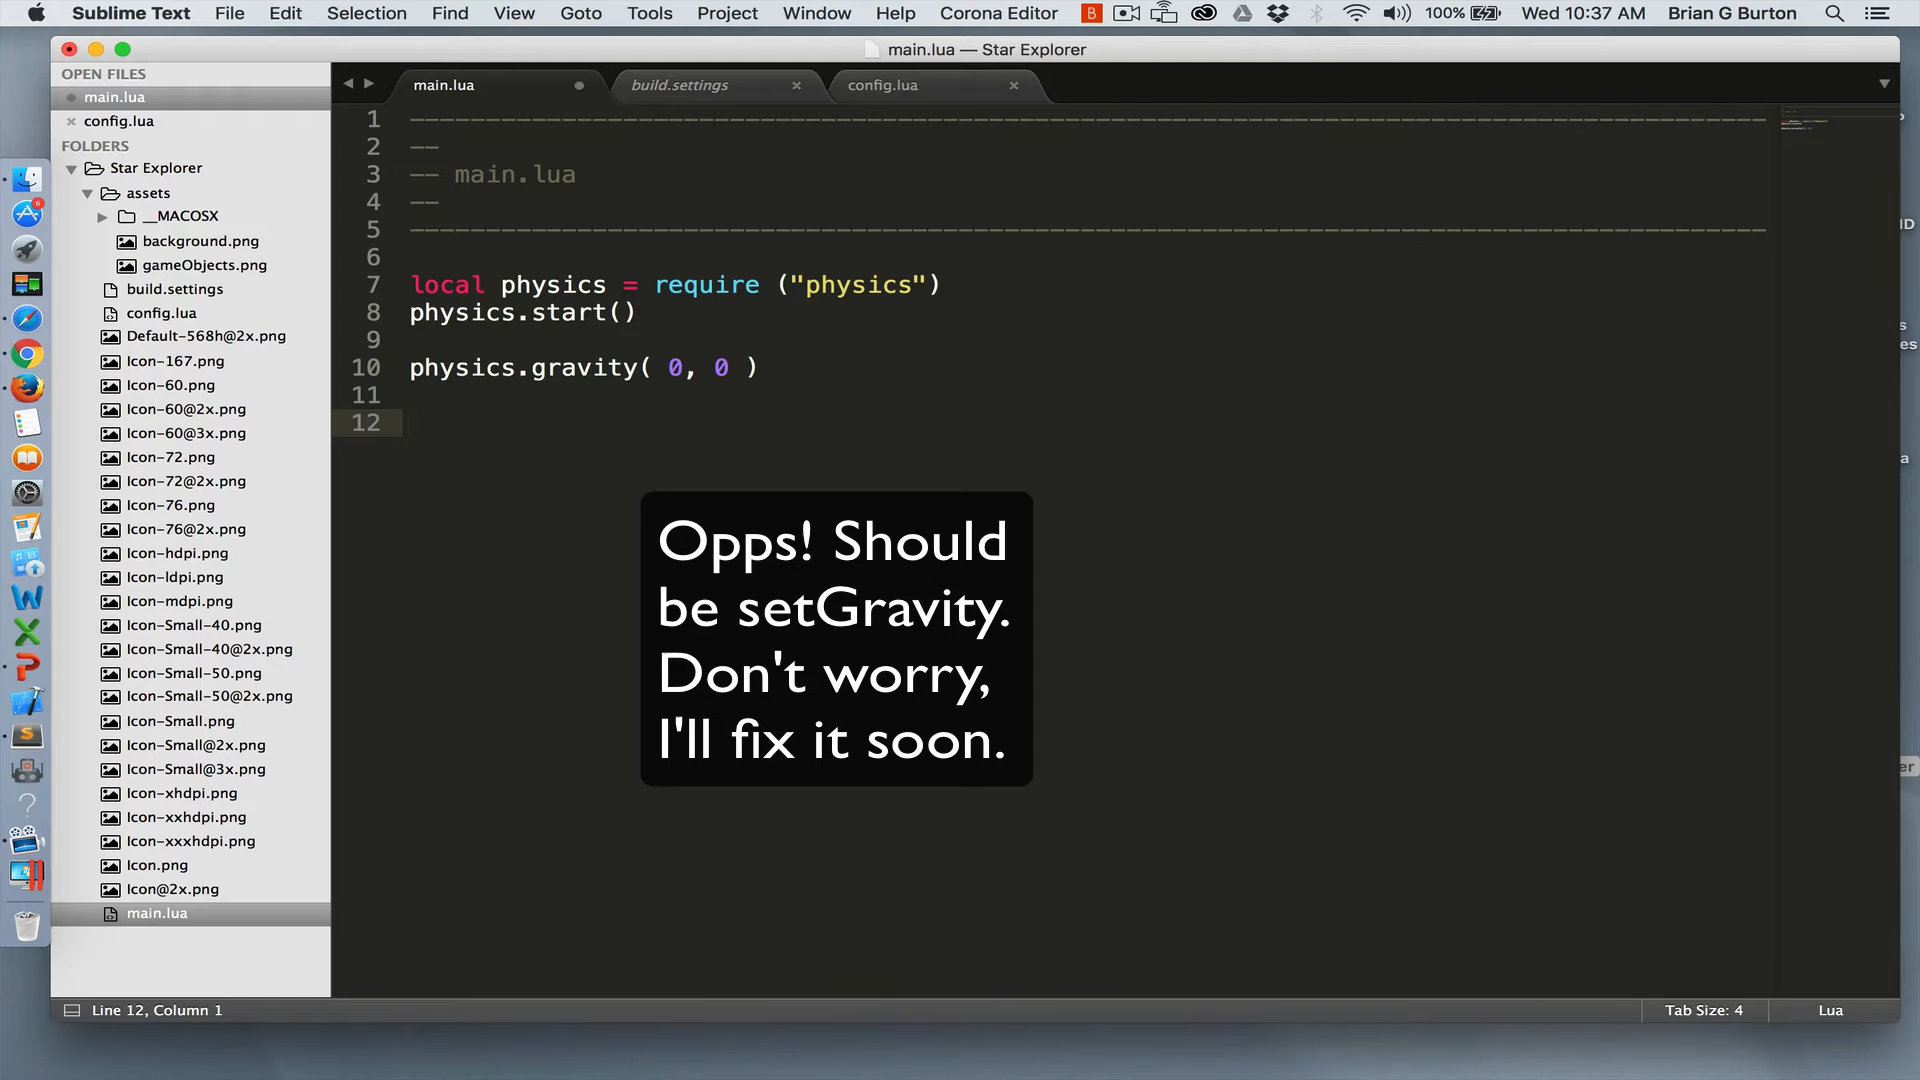 Sublime Text File Edit Selection Find View Goto Tools Project Window Help Corona Editor B 100% Wed 10:37 AM Brian G Burton
main.lua — Star Explorer
OPEN FILES
main.lua
config.lua
FOLDERS
Star Explorer
assets
__MACOSX
background.png
gameObjects.png
build.settings
config.lua
Default-568h@2x.png
Icon-167.png
Icon-60.png
Icon-60@2x.png
Icon-60@3x.png
Icon-72.png
Icon-72@2x.png
Icon-76.png
Icon-76@2x.png
Icon-hdpi.png
Icon-ldpi.png
Icon-mdpi.png
Icon-Small-40.png
Icon-Small-40@2x.png
Icon-Small-50.png
Icon-Small-50@2x.png
Icon-Small.png
Icon-Small@2x.png
Icon-Small@3x.png
Icon-xhdpi.png
Icon-xxhdpi.png
Icon-xxxhdpi.png
Icon.png
Icon@2x.png
main.lua
main.lua build.settings config.lua
1 -----------------------------------------------------------------------------------------
2 --
3 -- main.lua
4 --
5 -----------------------------------------------------------------------------------------
6
7 local physics = require ("physics")
8 physics.start()
9
10 physics.gravity( 0, 0 )
11
12
Opps! Should
be setGravity.
Don't worry,
I'll fix it soon.
Line 12, Column 1 Tab Size: 4 Lua